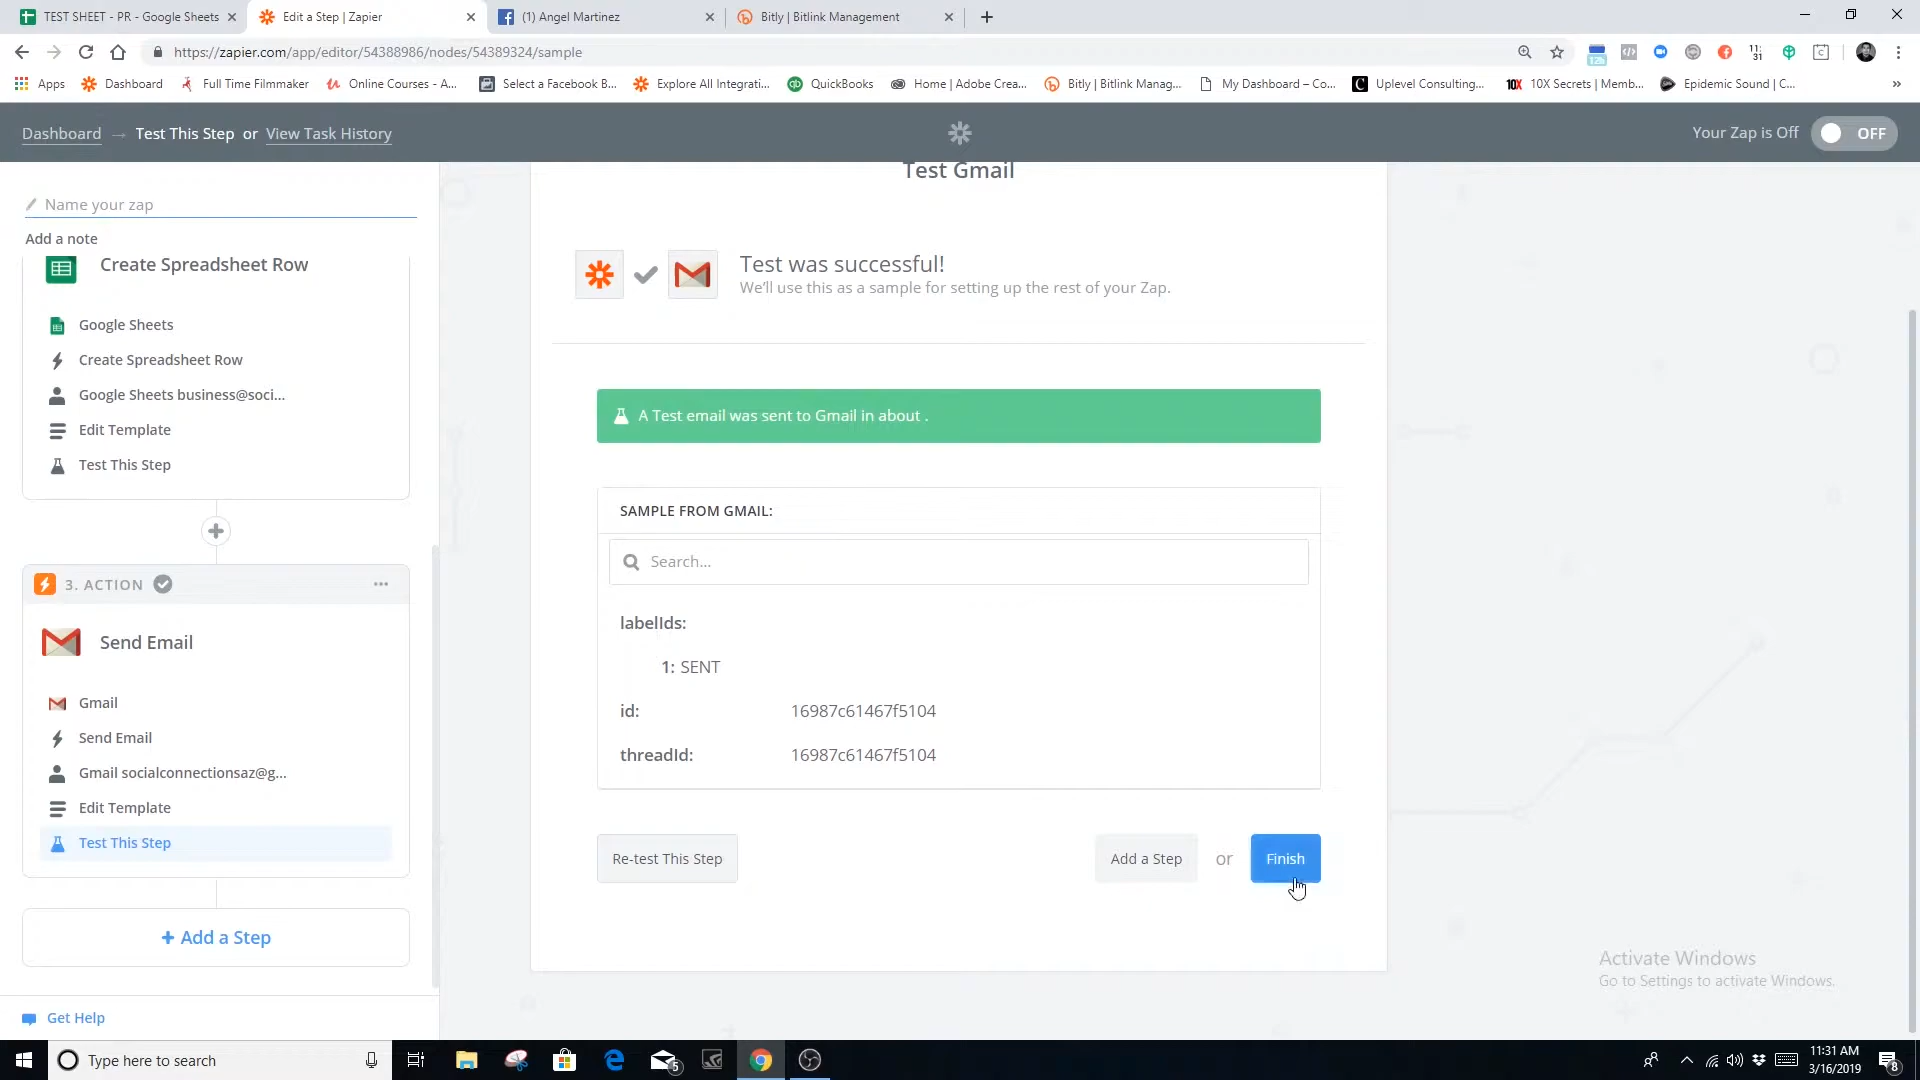 TEST SHEET - PR - Google Sheets
Edit a Step | Zapier
(1) Angel Martinez
Bitly | Bitlink Management
https://zapier.com/app/editor/54388986/nodes/54389324/sample
Apps
Dashboard
Full Time Filmmaker
Online Courses - A...
Select a Facebook B...
Explore All Integrati...
QuickBooks
Home | Adobe Crea...
Bitly | Bitlink Manag...
My Dashboard – Co...
Uplevel Consulting...
10X Secrets | Memb...
Epidemic Sound | C...
Dashboard → Test This Step or View Task History
Your Zap is Off
OFF
Name your zap
Add a note
Create Spreadsheet Row
Google Sheets
Create Spreadsheet Row
Google Sheets business@soci...
Edit Template
Test This Step
3. ACTION
Send Email
Gmail
Send Email
Gmail socialconnectionsaz@g...
Edit Template
Test This Step
+ Add a Step
Get Help
Test Gmail
Test was successful!
We'll use this as a sample for setting up the rest of your Zap.
A Test email was sent to Gmail in about .
SAMPLE FROM GMAIL:
Search...
labelIds:
1: SENT
id: 16987c61467f5104
threadId: 16987c61467f5104
Re-test This Step
Add a Step
or
Finish
Activate Windows
Go to Settings to activate Windows.
Type here to search
5
11:31 AM
3/16/2019
8